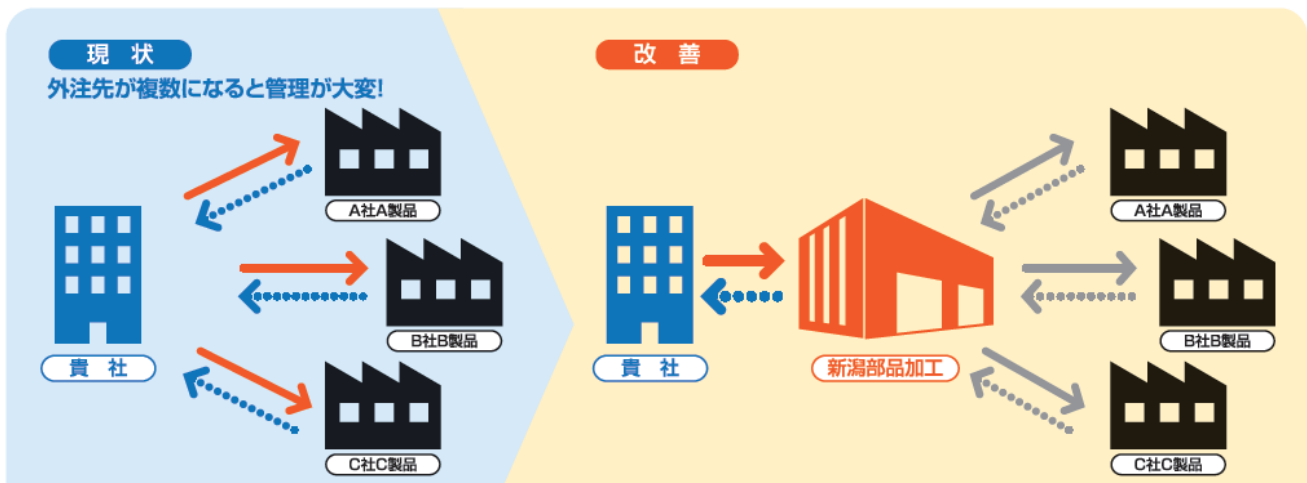 現状
外注先が複数になると管理が大変!
A社A製品
B社B製品
貴社
C社C製品
改善
A社A製品
B社B製品
貴社
新潟部品加工
C社C製品